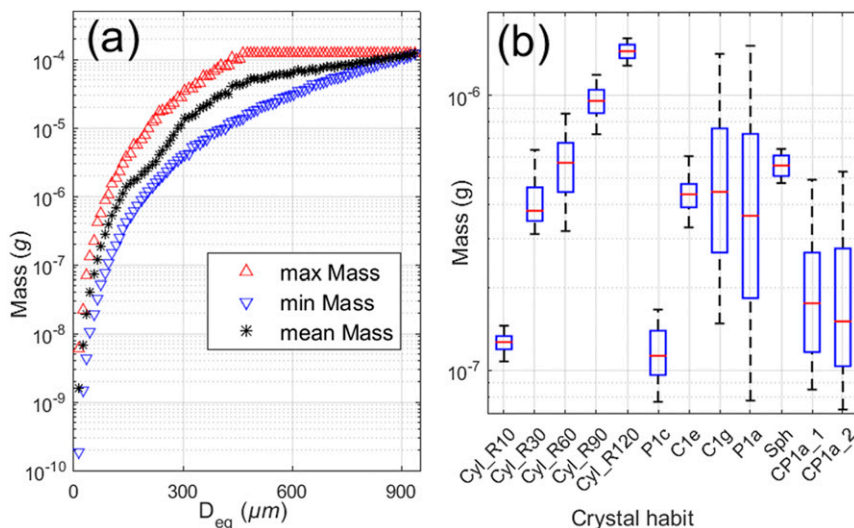 (a)
Mass (g)
10-4
10-5
10-6
10-7
10-8
10-9
10-10
max Mass
min Mass
mean Mass
0 300 600 900
Deq (μm)
(b)
Mass (g)
10-6
10-7
Cyl_R10 Cyl_R30 Cyl_R60 Cyl_R90 Cyl_R120 P1c C1e C1g P1a Sph CP1a_1 CP1a_2
Crystal habit